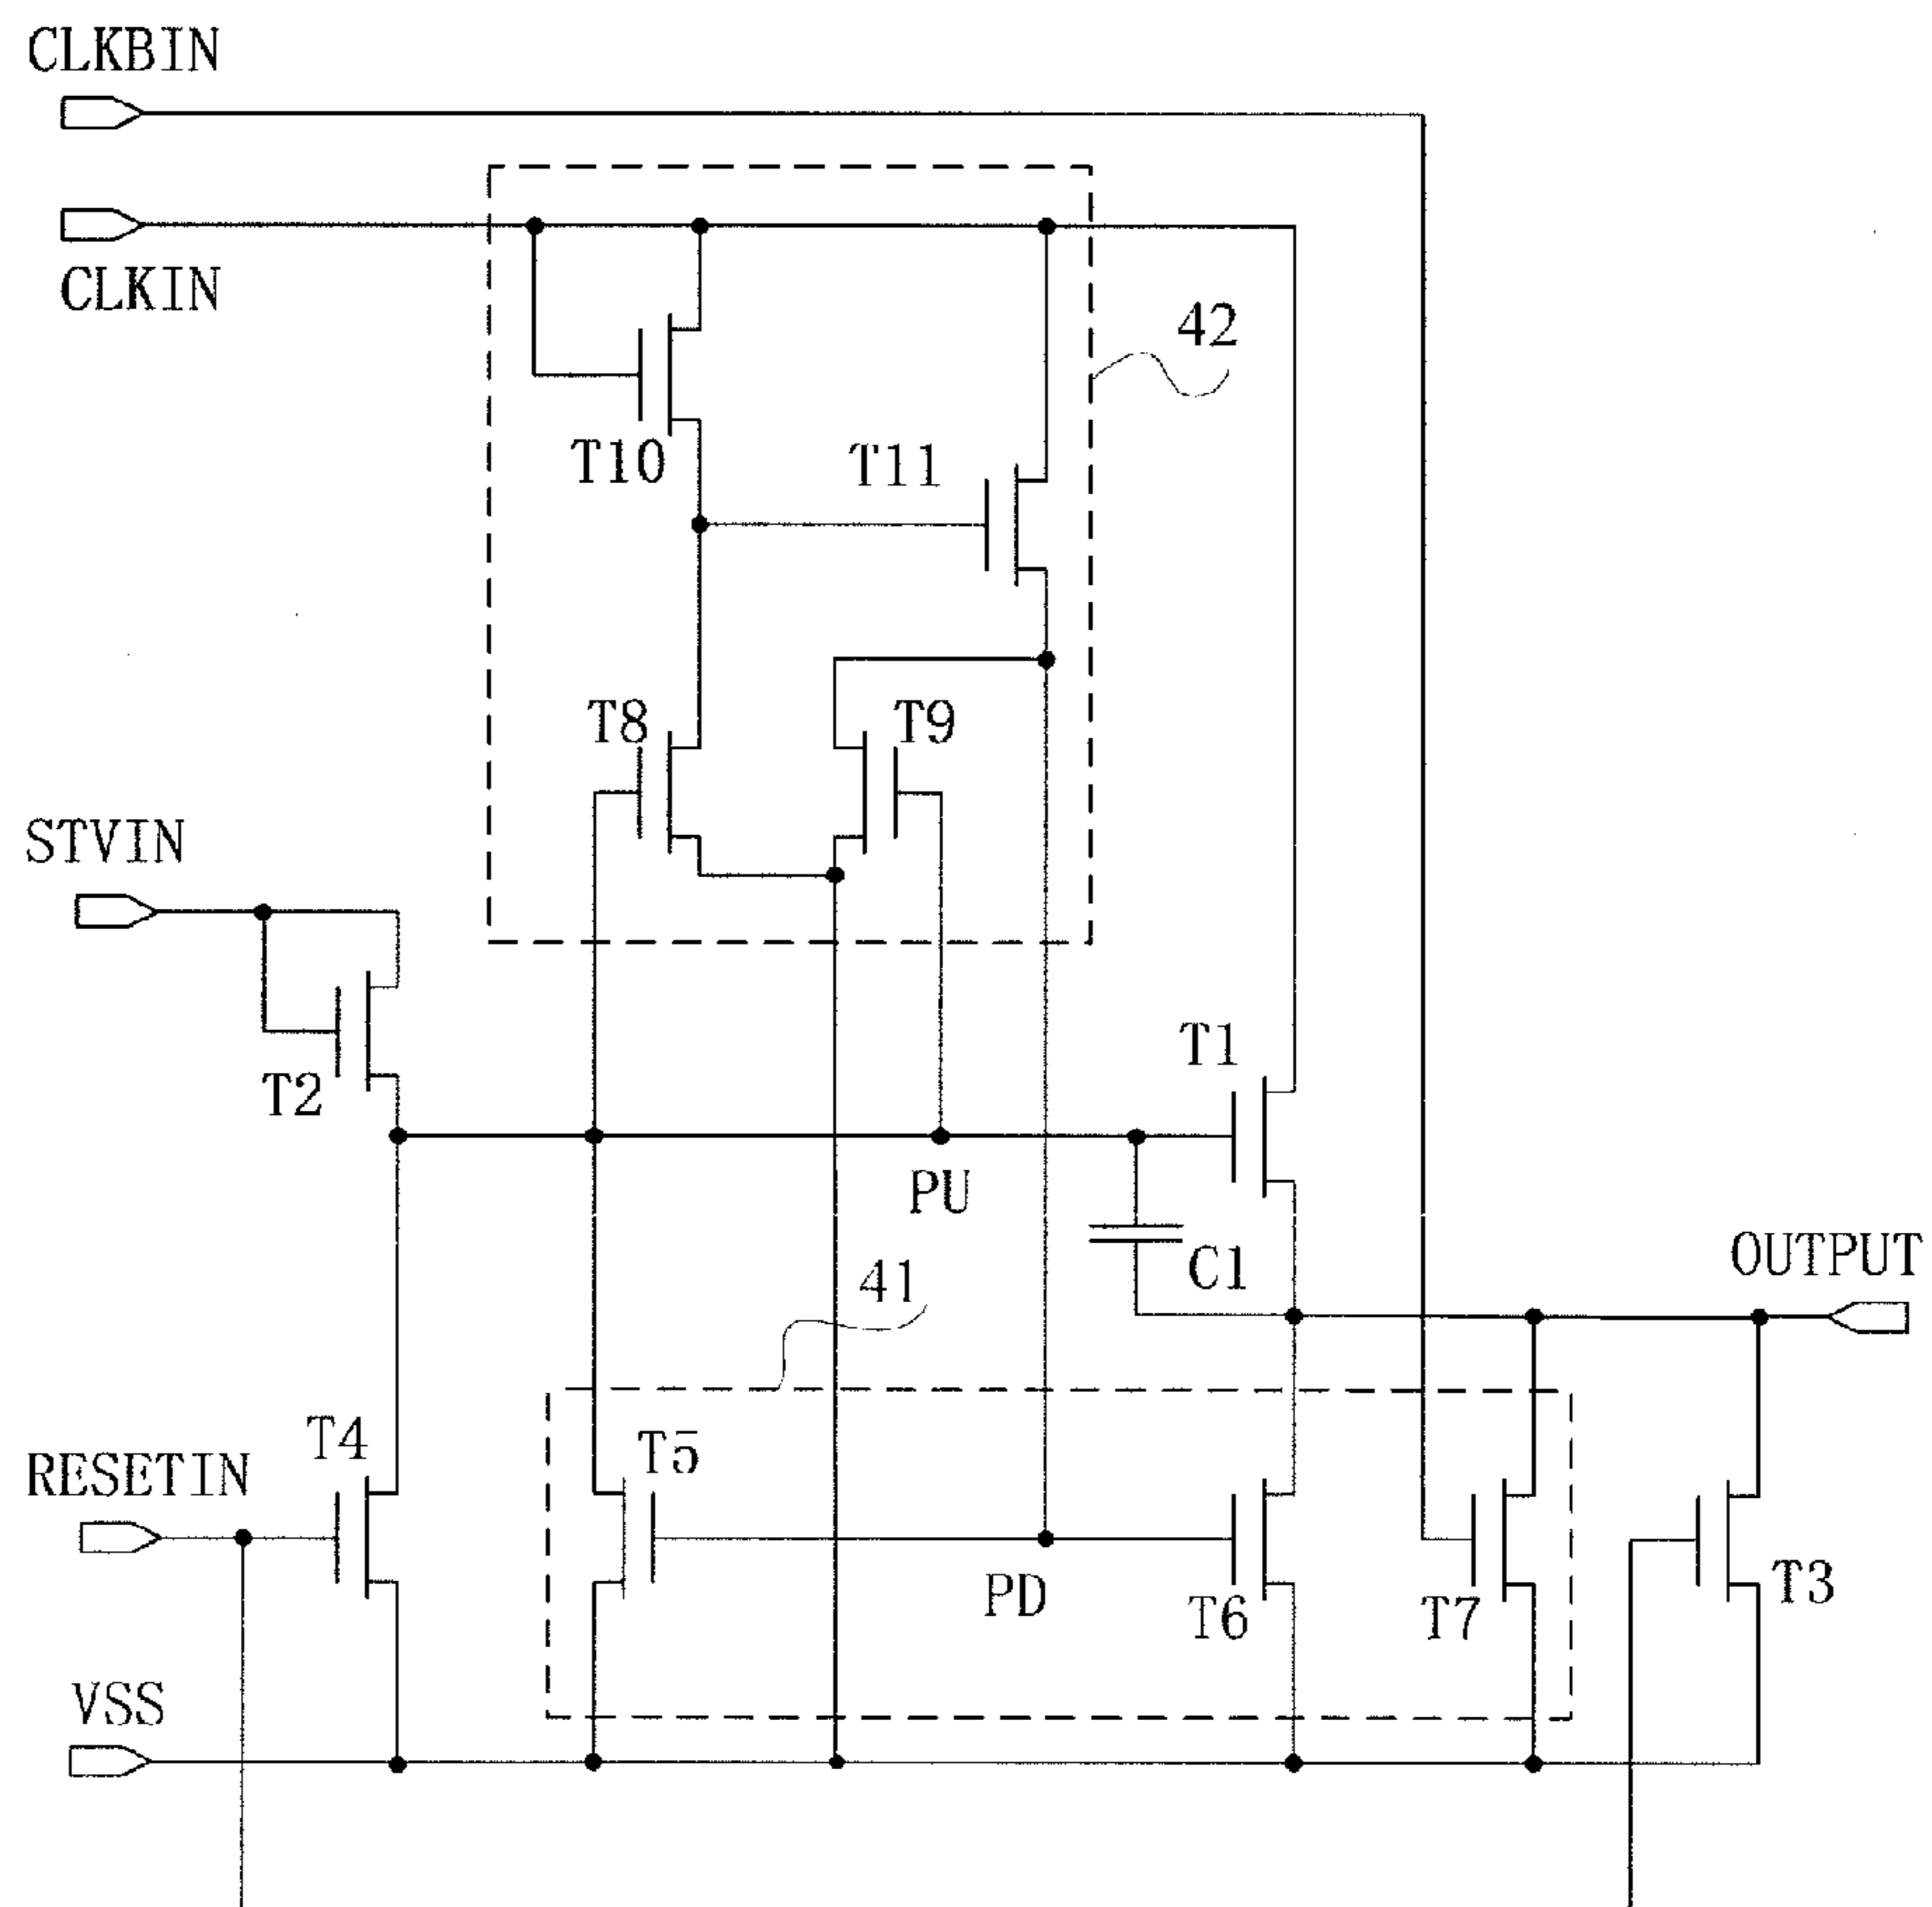 CLKBIN
CLKIN
42
T10
T11
T8
T9
STVIN
T2
T1
PU
C1
OUTPUT
41
T4
T5
RESETIN
PD
T6
T7
T3
VSS